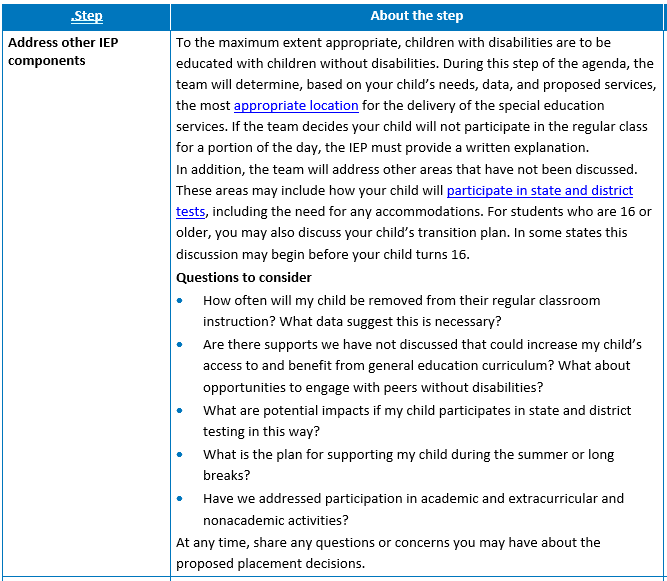 .Step
About the step
Address other IEP
components
To the maximum extent appropriate, children with disabilities are to be
educated with children without disabilities. During this step of the agenda, the
team will determine, based on your child's needs, data, and proposed services,
the most appropriate location for the delivery of the special education
services. If the team decides your child will not participate in the regular class
for a portion of the day, the IEP must provide a written explanation.
In addition, the team will address other areas that have not been discussed.
These areas may include how your child will participate in state and district
tests, including the need for any accommodations. For students who are 16 or
older, you may also discuss your child's transition plan. In some states this
discussion may begin before your child turns 16.
Questions to consider
• How often will my child be removed from their regular classroom
instruction? What data suggest this is necessary?
• Are there supports we have not discussed that could increase my child's
access to and benefit from general education curriculum? What about
opportunities to engage with peers without disabilities?
• What are potential impacts if my child participates in state and district
testing in this way?
• What is the plan for supporting my child during the summer or long
breaks?
• Have we addressed participation in academic and extracurricular and
nonacademic activities?
At any time, share any questions or concerns you may have about the
proposed placement decisions.